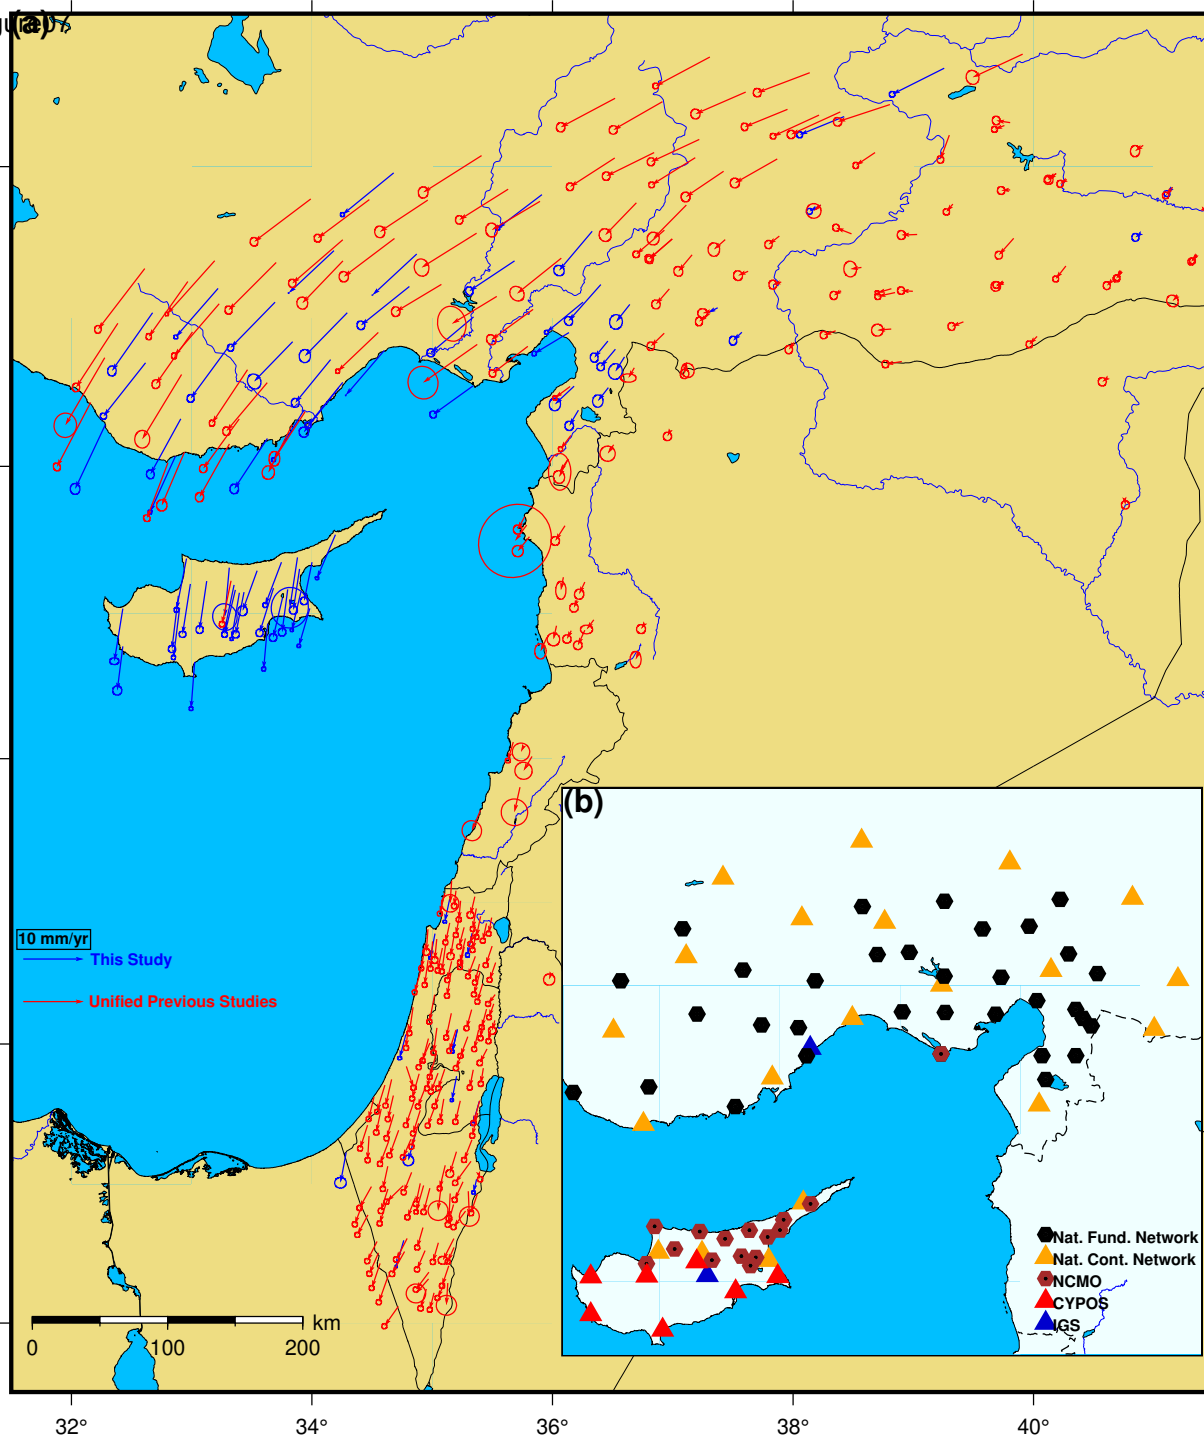 (a)
(b)
10 mm/yr
This Study
Unified Previous Studies
Nat. Fund. Network
Nat. Cont. Network
NCMO
CYPOS
IGS
km
0 100 200
32° 34° 36° 38° 40°